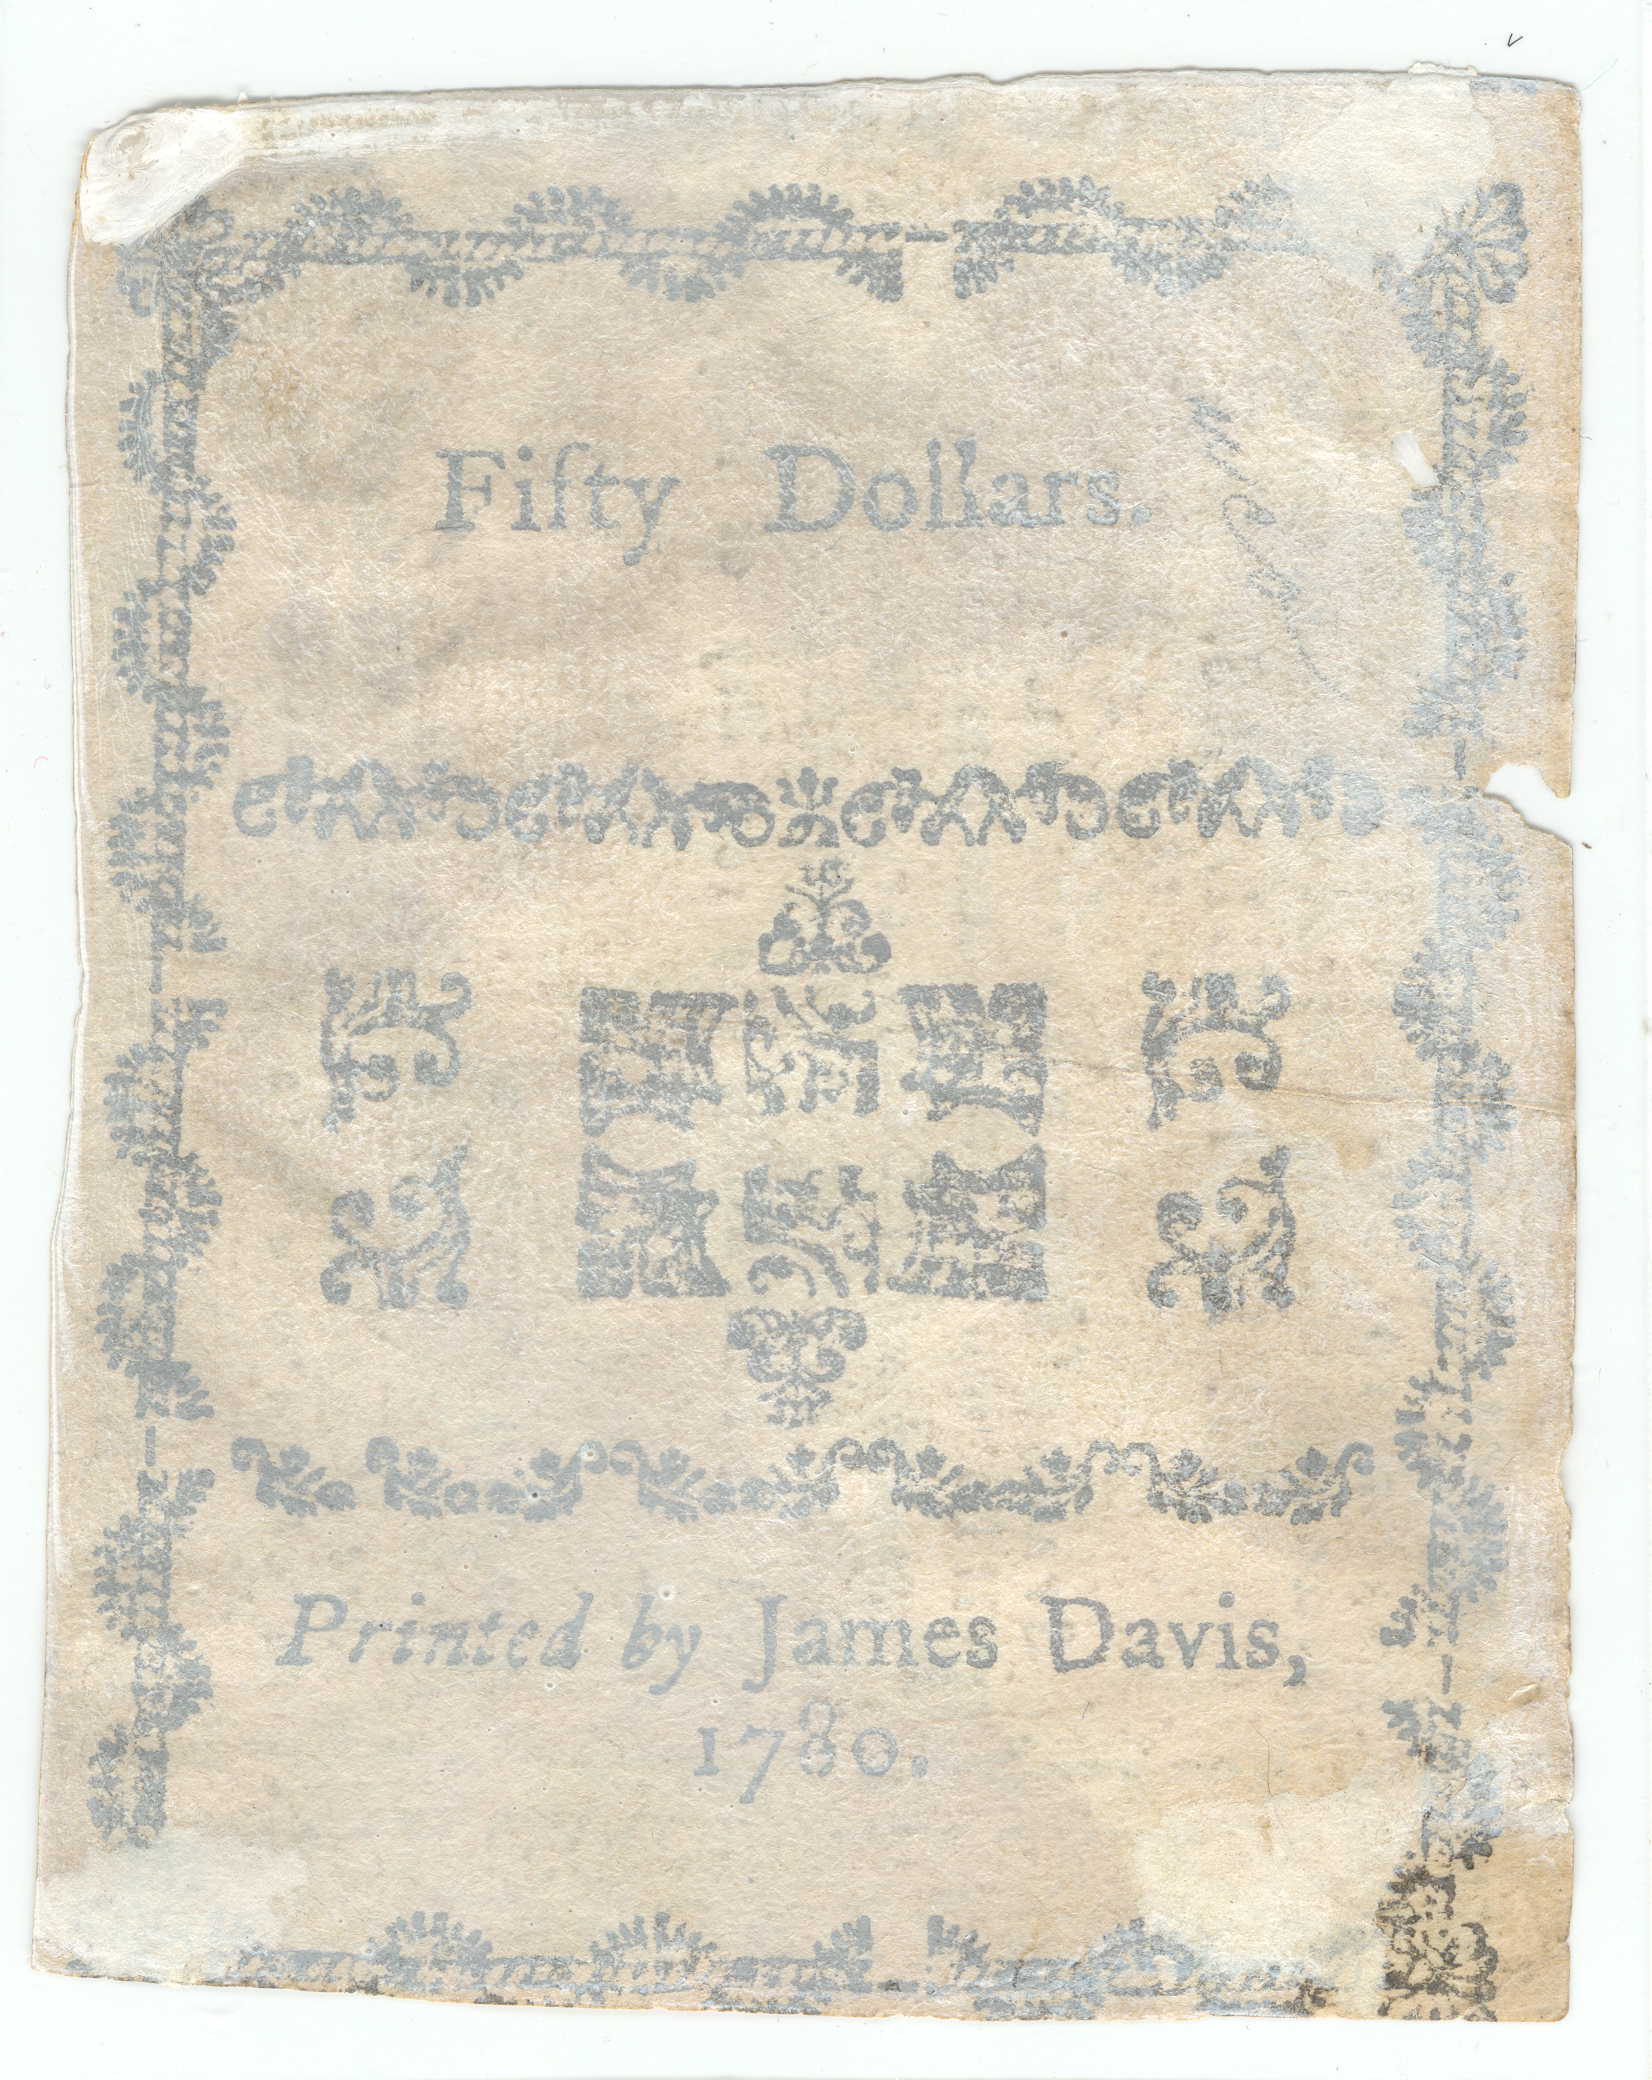 Fifty Dollars.
Printed by James Davis,
1780.